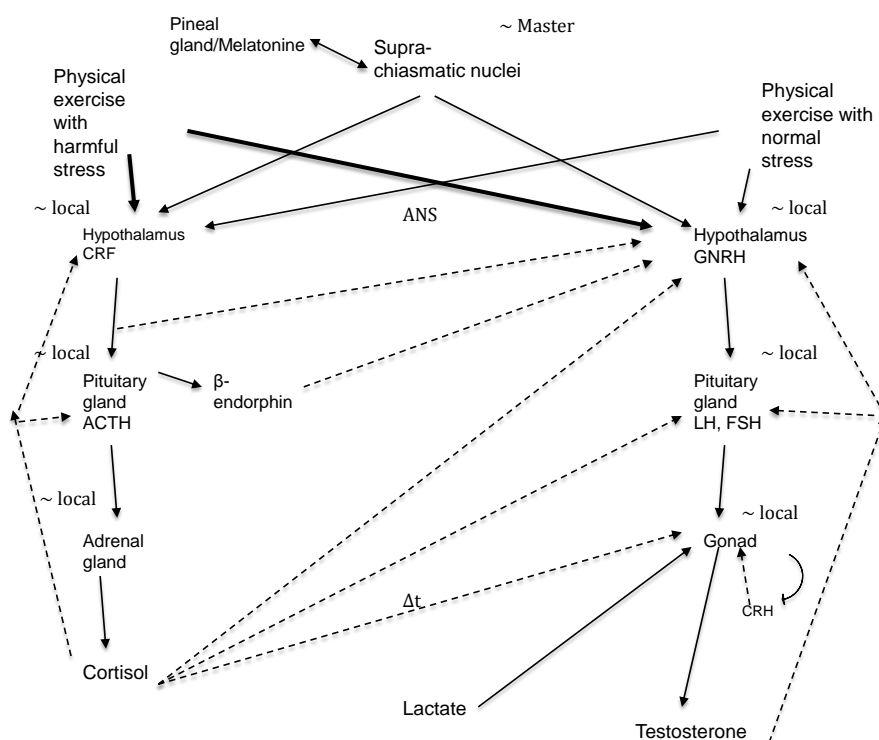 Pineal
gland/Melatonine
~ Master
Supra-
chiasmatic nuclei
Physical
exercise
with
harmful
stress
Physical
exercise with
normal
stress
~ local
ANS
~ local
Hypothalamus
CRF
Hypothalamus
GNRH
~ local
~ local
Pituitary
gland
ACTH
β-
endorphin
Pituitary
gland
LH, FSH
~ local
~ local
Adrenal
gland
Gonad
Δt
CRH
Cortisol
Lactate
Testosterone